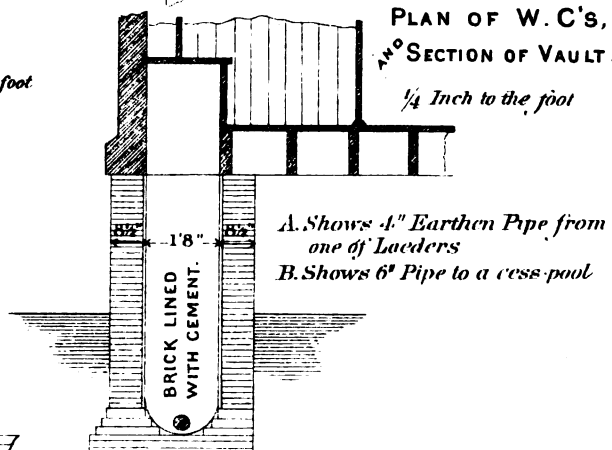 PLAN OF W. C's,
AND SECTION OF VAULT.
foot
¼ Inch to the foot
A. Shows 4" Earthen Pipe from
one of Laeders
B. Shows 6" Pipe to a cess-pool
8½" 1'8" 8½"
BRICK LINED
WITH CEMENT.